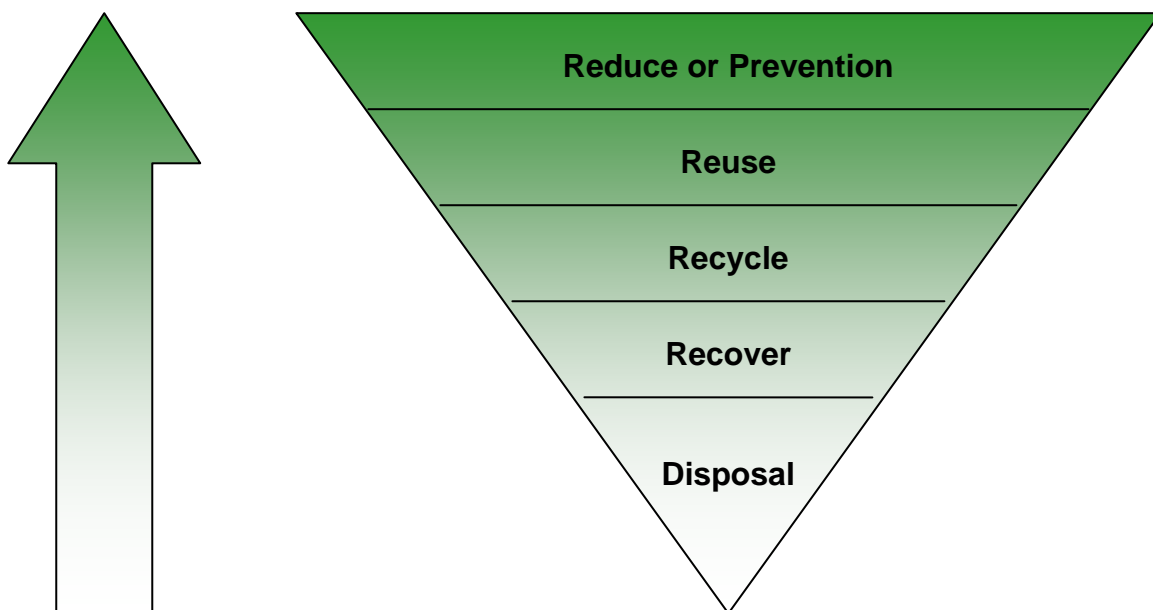 Reduce or Prevention
Reuse
Recycle
Recover
Disposal